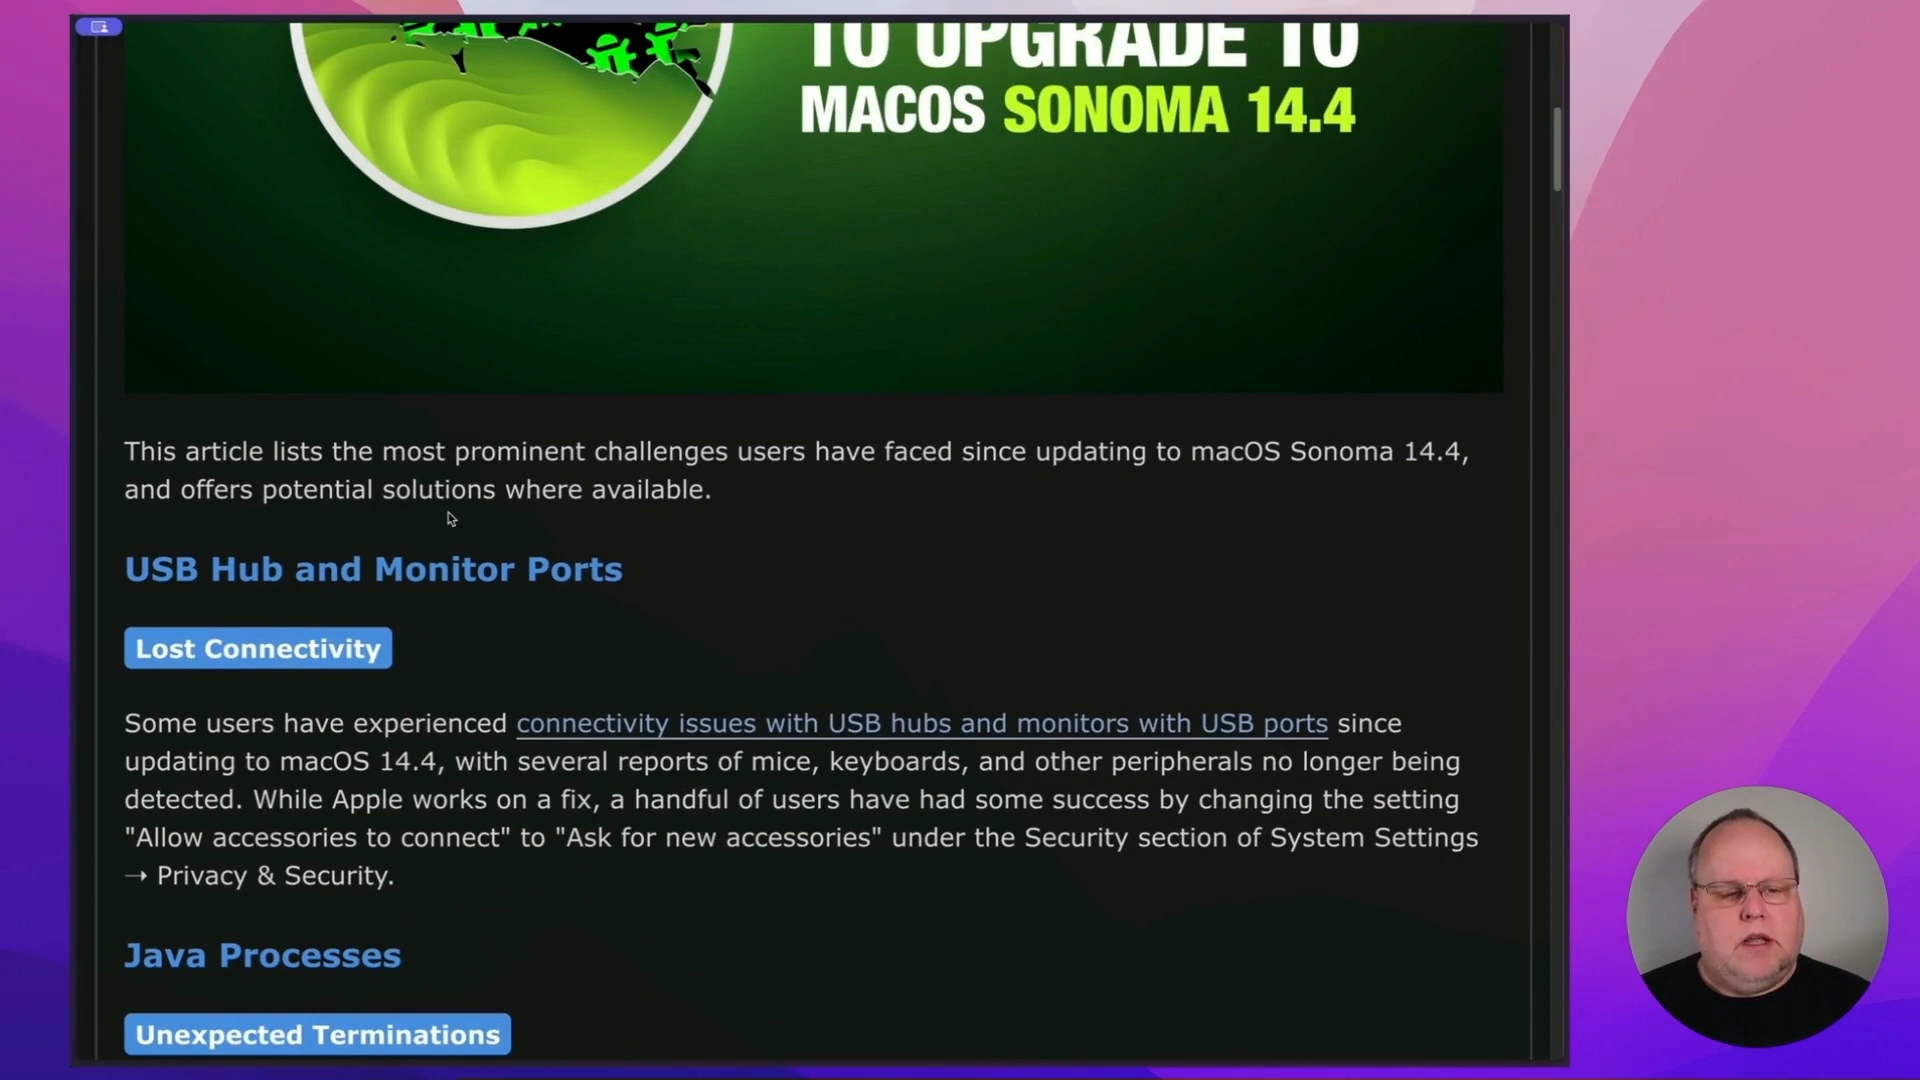 TO UPGRADE TO
MACOS SONOMA 14.4
This article lists the most prominent challenges users have faced since updating to macOS Sonoma 14.4,
and offers potential solutions where available.
USB Hub and Monitor Ports
Lost Connectivity
Some users have experienced connectivity issues with USB hubs and monitors with USB ports since
updating to macOS 14.4, with several reports of mice, keyboards, and other peripherals no longer being
detected. While Apple works on a fix, a handful of users have had some success by changing the setting
"Allow accessories to connect" to "Ask for new accessories" under the Security section of System Settings
→ Privacy & Security.
Java Processes
Unexpected Terminations